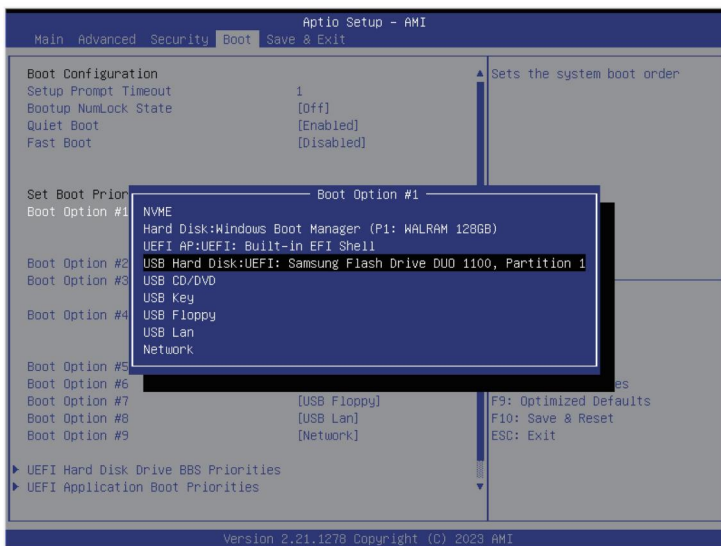 Aptio Setup – AMI
Main Advanced Security Boot Save & Exit
Boot Configuration
Setup Prompt Timeout 1
Bootup NumLock State [Off]
Quiet Boot [Enabled]
Fast Boot [Disabled]
Set Boot Prior
Boot Option #1
Boot Option #2
Boot Option #3
Boot Option #4
Boot Option #5
Boot Option #6
Boot Option #7 [USB Floppy]
Boot Option #8 [USB Lan]
Boot Option #9 [Network]
UEFI Hard Disk Drive BBS Priorities
UEFI Application Boot Priorities
Boot Option #1
NVME
Hard Disk:Windows Boot Manager (P1: WALRAM 128GB)
UEFI AP:UEFI: Built-in EFI Shell
USB Hard Disk:UEFI: Samsung Flash Drive DUO 1100, Partition 1
USB CD/DVD
USB Key
USB Floppy
USB Lan
Network
Sets the system boot order
es
F9: Optimized Defaults
F10: Save & Reset
ESC: Exit
Version 2.21.1278 Copyright (C) 2023 AMI